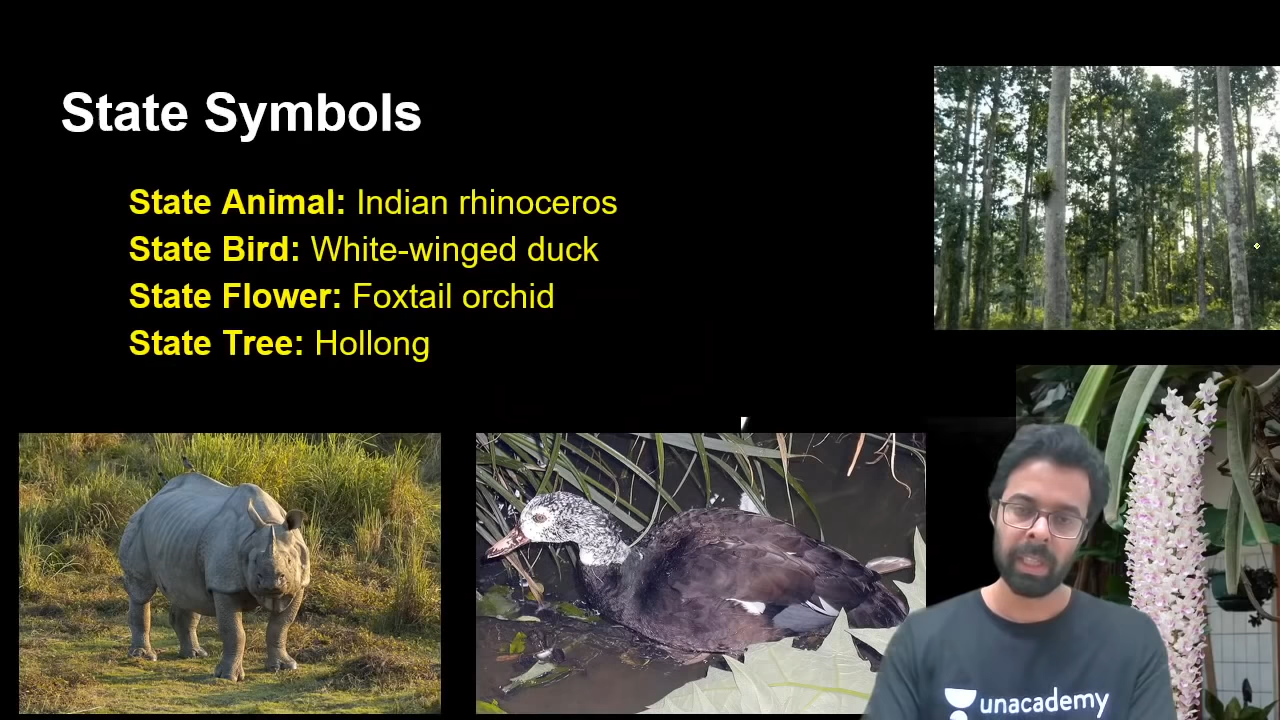 State Symbols
State Animal: Indian rhinoceros
State Bird: White-winged duck
State Flower: Foxtail orchid
State Tree: Hollong
unacademy